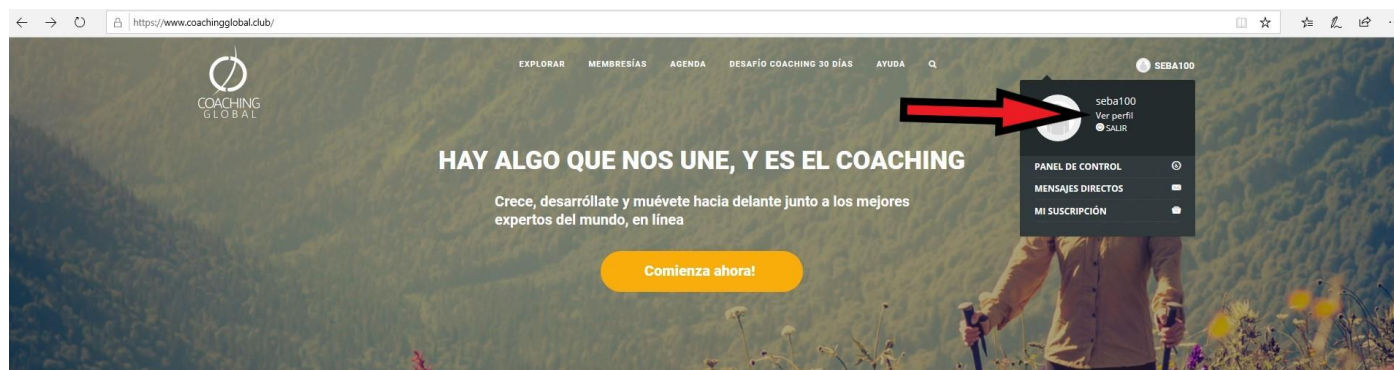 https://www.coachingglobal.club/
COACHING
GLOBAL
EXPLORAR MEMBRESÍAS AGENDA DESAFÍO COACHING 30 DÍAS AYUDA
SEBA100
seba100
Ver perfil
SALIR
PANEL DE CONTROL
MENSAJES DIRECTOS
MI SUSCRIPCIÓN
HAY ALGO QUE NOS UNE, Y ES EL COACHING
Crece, desarróllate y muévete hacia delante junto a los mejores
expertos del mundo, en línea
Comienza ahora!